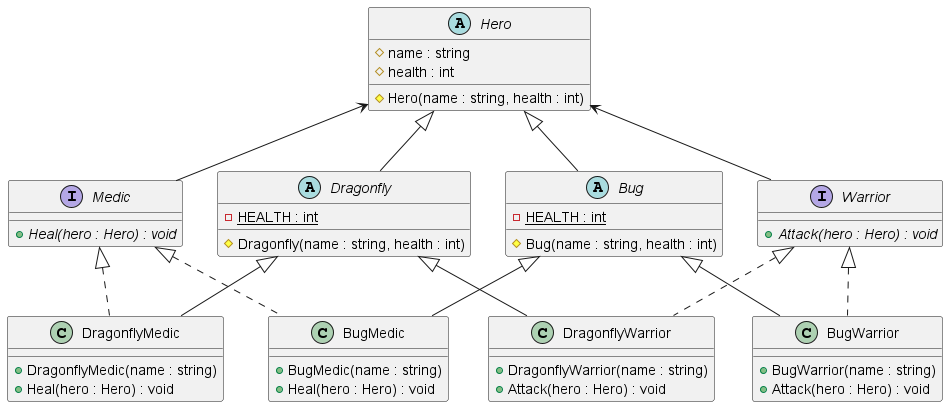 A Hero
name : string
health : int
Hero(name : string, health : int)
I Medic
Heal(hero : Hero) : void
A Dragonfly
HEALTH : int
Dragonfly(name : string, health : int)
A Bug
HEALTH : int
Bug(name : string, health : int)
I Warrior
Attack(hero : Hero) : void
C DragonflyMedic
DragonflyMedic(name : string)
Heal(hero : Hero) : void
C BugMedic
BugMedic(name : string)
Heal(hero : Hero) : void
C DragonflyWarrior
DragonflyWarrior(name : string)
Attack(hero : Hero) : void
C BugWarrior
BugWarrior(name : string)
Attack(hero : Hero) : void